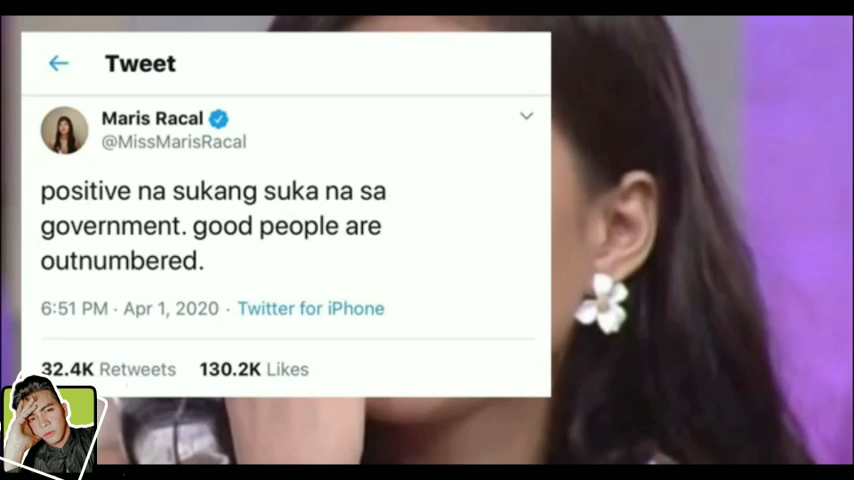 Tweet
Maris Racal
@MissMarisRacal
positive na sukang suka na sa
government. good people are
outnumbered.
6:51 PM · Apr 1, 2020 · Twitter for iPhone
32.4K Retweets 130.2K Likes